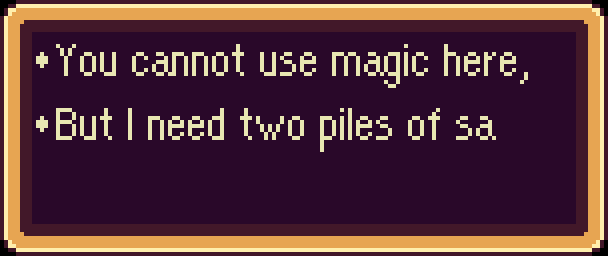 •You cannot use magic here,
•But I need two piles of sa